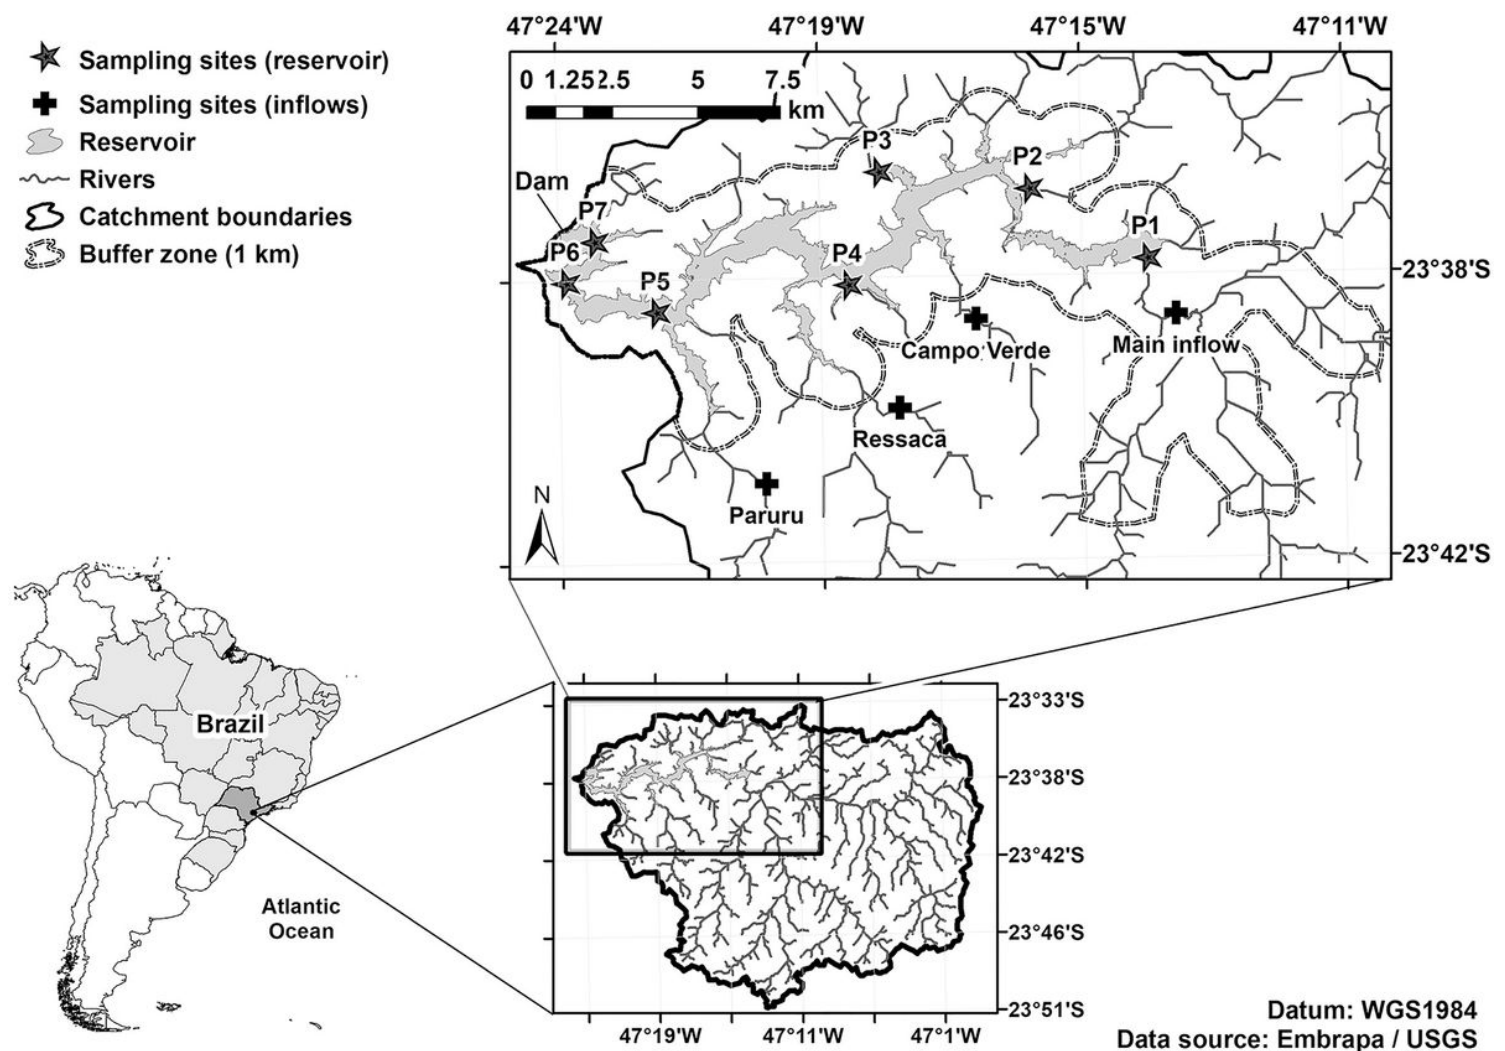 Sampling sites (reservoir)
Sampling sites (inflows)
Reservoir
Rivers
Catchment boundaries
Buffer zone (1 km)
47°24'W 47°19'W 47°15'W 47°11'W
0 1.25 2.5 5 7.5
km
P3
P2
Dam
P7
P1
P6
P4
23°38'S
P5
Main inflow
Campo Verde
Ressaca
N
Paruru
23°42'S
23°33'S
Brazil
23°38'S
23°42'S
Atlantic
Ocean
23°46'S
23°51'S
47°19'W 47°11'W 47°1'W
Datum: WGS1984
Data source: Embrapa / USGS